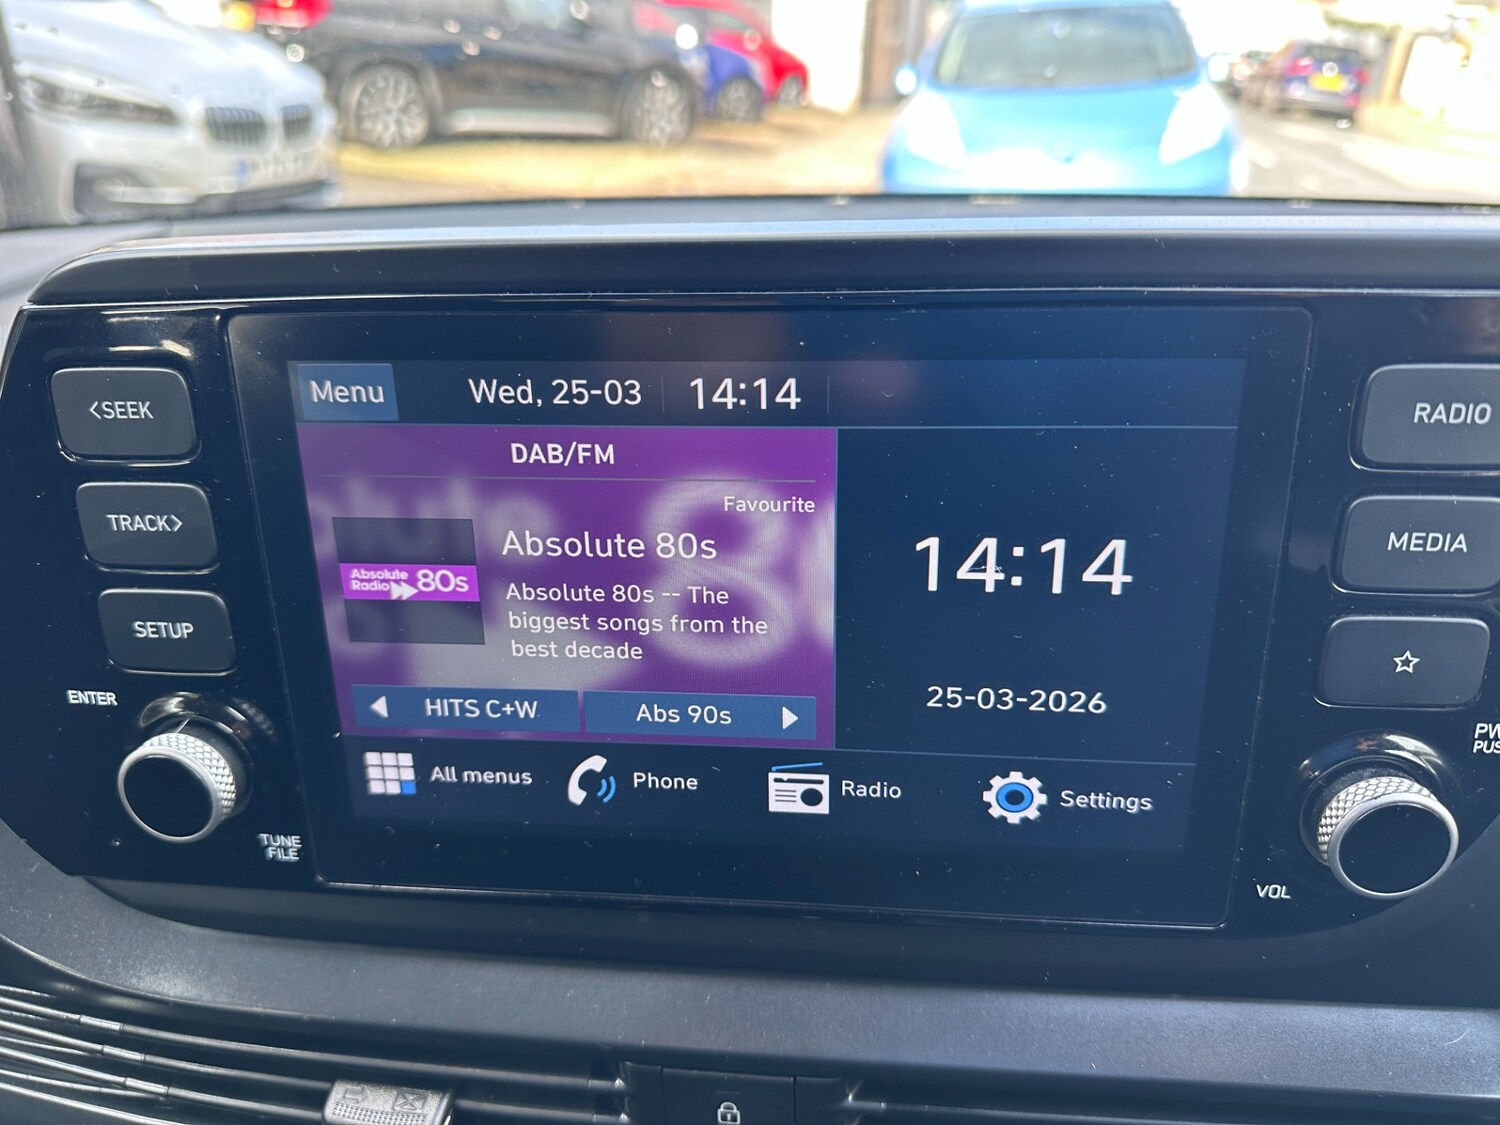 <SEEK
TRACK>
SETUP
ENTER
TUNE
FILE
Menu
Wed, 25-03
14:14
DAB/FM
Favourite
Absolute 80s
Absolute
Radio 80s
Absolute 80s -- The
biggest songs from the
best decade
HITS C+W
Abs 90s
14:14
25-03-2026
All menus
Phone
Radio
Settings
RADIO
MEDIA
VOL